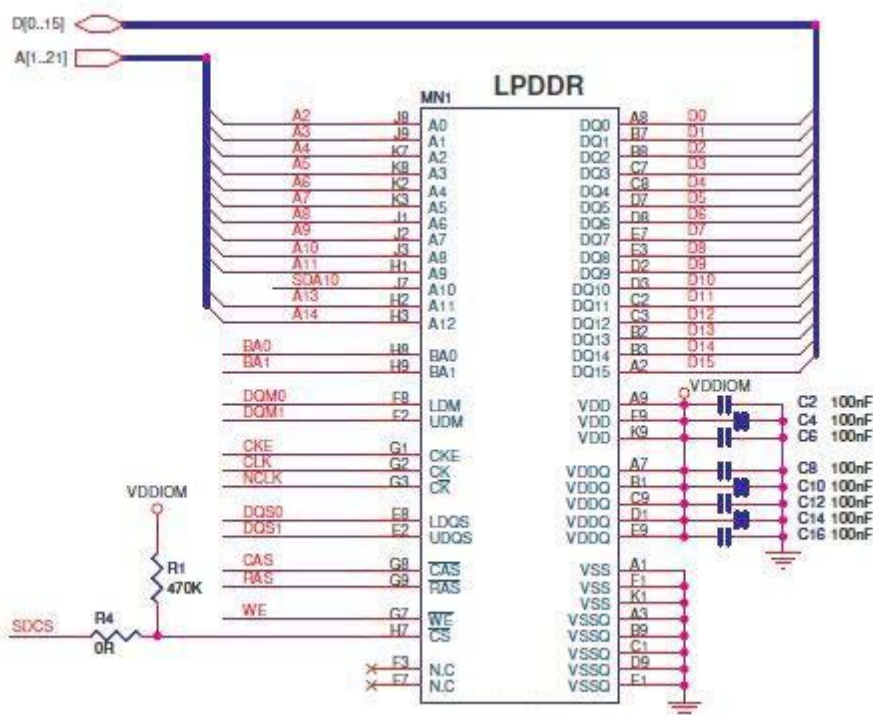 D[0..15]
A[1..21]
LPDDR
MN1
A2 J8 A0 DQ0 A8 D0
A3 J9 A1 DQ1 B7 D1
A4 K7 A2 DQ2 B8 D2
A5 K8 A3 DQ3 C7 D3
A6 K2 A4 DQ4 C8 D4
A7 K3 A5 DQ5 D7 D5
A8 J1 A6 DQ6 D8 D6
A9 J2 A7 DQ7 E7 D7
A10 J3 A8 DQ8 E3 D8
A11 H1 A9 DQ9 D2 D9
SDA10 J7 A10 DQ10 D3 D10
A13 H2 A11 DQ11 C2 D11
A14 H3 A12 DQ12 C3 D12
DQ13 B2 D13
BA0 H8 BA0 DQ14 B3 D14
BA1 H9 BA1 DQ15 A2 D15
VDDIOM
DQM0 F8 LDM VDD A9 C2 100nF
DQM1 F2 UDM VDD F9 C4 100nF
VDD K9 C6 100nF
CKE G1 CKE
CLK G2 CK VDDQ A7 C8 100nF
NCLK G3 CK VDDQ B1 C10 100nF
VDDIOM
VDDQ C9 C12 100nF
DQS0 E8 LDQS VDDQ D1 C14 100nF
DQS1 E2 UDQS VDDQ E9 C16 100nF
CAS G8 CAS VSS A1
RAS G9 RAS VSS F1
R1
470K
VSS K1
WE G7 WE VSSQ A3
SDCS R4 0R H7 CS VSSQ B9
VSSQ C1
F3 N.C VSSQ D9
F7 N.C VSSQ E1